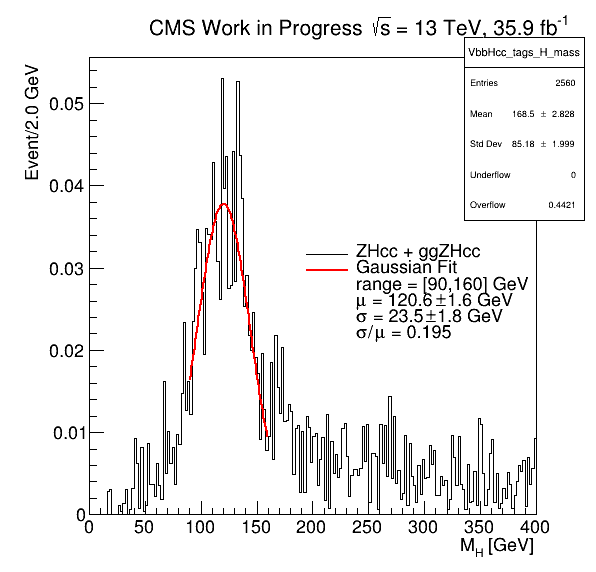 CMS Work in Progress √s = 13 TeV, 35.9 fb-1
VbbHcc_tags_H_mass
Entries 2560
Mean 168.5 ± 2.828
Std Dev 85.18 ± 1.999
Underflow 0
Overflow 0.4421
Event/2.0 GeV
0.05
0.04
0.03
0.02
0.01
0
ZHcc + ggZHcc
Gaussian Fit
range = [90,160] GeV
μ = 120.6±1.6 GeV
σ = 23.5±1.8 GeV
σ/μ = 0.195
0 50 100 150 200 250 300 350 400
MH [GeV]